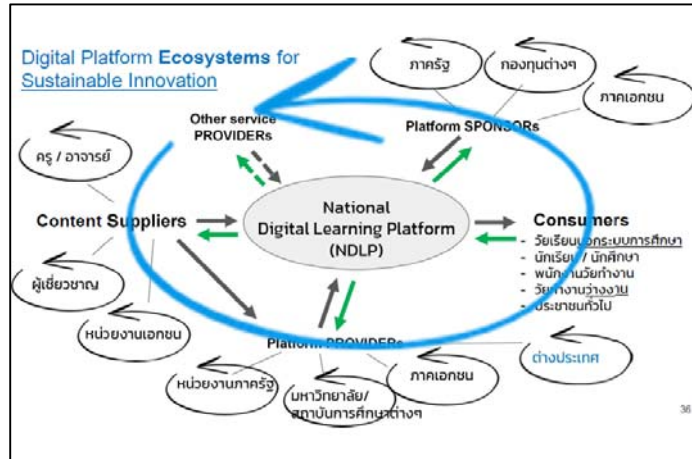 Digital Platform Ecosystems for
Sustainable Innovation
ภาครัฐ
กองทุนต่างๆ
ภาคเอกชน
Other service
PROVIDERs
Platform SPONSORs
ครู / อาจารย์
National
Digital Learning Platform
(NDLP)
Content Suppliers
Consumers
- วัยเรียนนอกระบบการศึกษา
- นักเรียน / นักศึกษา
- พนักงานวัยทำงาน
- วัยทำงานว่างงาน
- ประชาชนทั่วไป
ผู้เชี่ยวชาญ
หน่วยงานเอกชน
Platform PROVIDERs
หน่วยงานภาครัฐ
มหาวิทยาลัย/
สถาบันการศึกษาต่างๆ
ภาคเอกชน
ต่างประเทศ
36